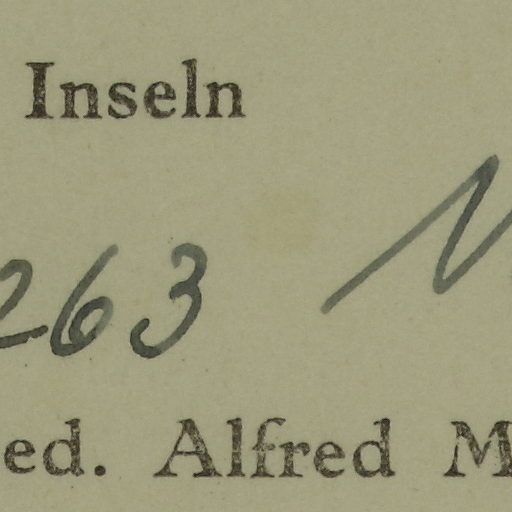 Inseln
263
ed. Alfred M